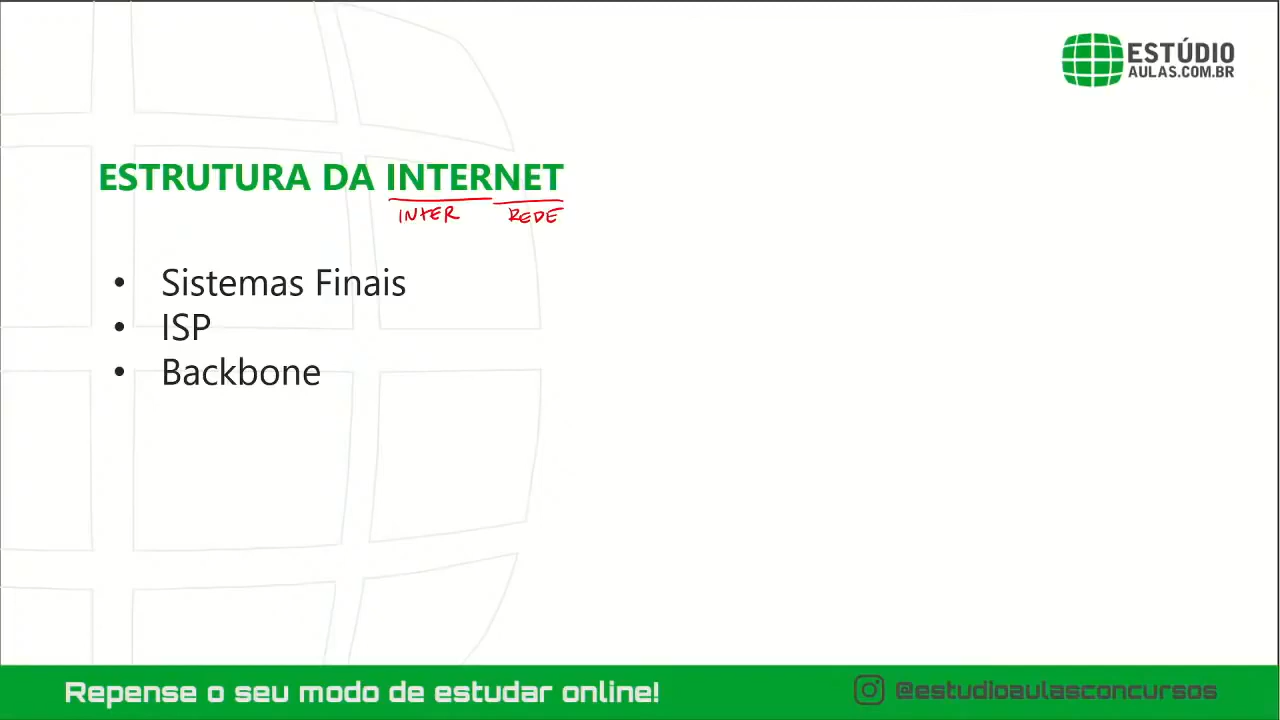 ESTÚDIO
AULAS.COM.BR
ESTRUTURA DA INTERNET
INTER REDE
• Sistemas Finais
• ISP
• Backbone
Repense o seu modo de estudar online! @estudioaulasconcursos